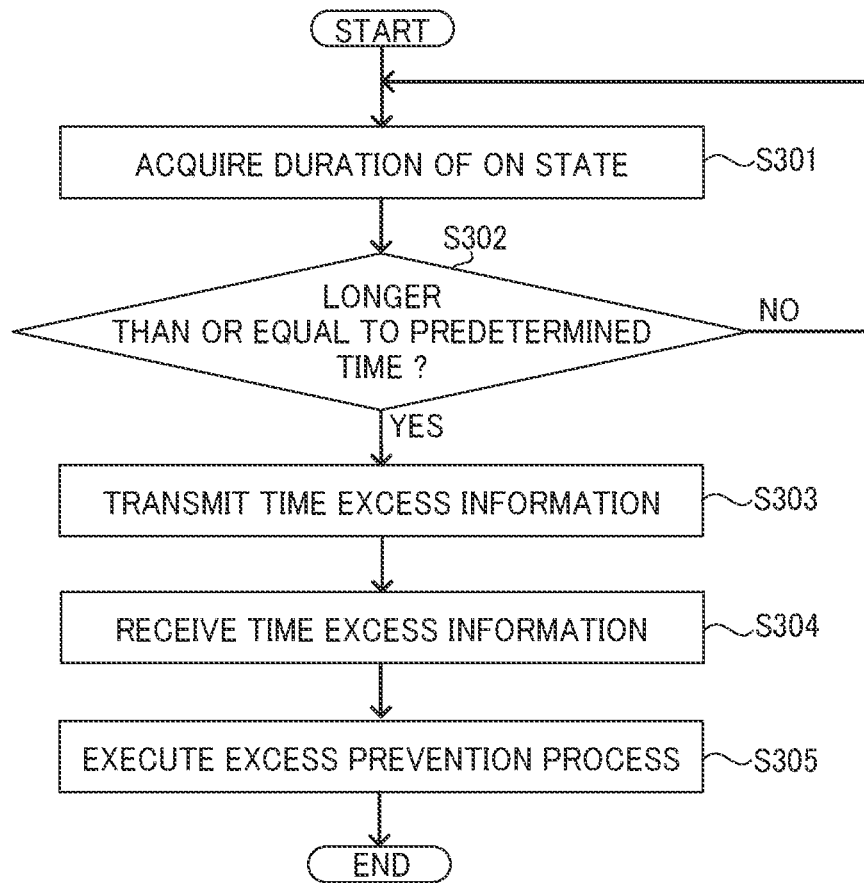 START
ACQUIRE DURATION OF ON STATE
S301
S302
LONGER
THAN OR EQUAL TO PREDETERMINED
TIME ?
NO
YES
TRANSMIT TIME EXCESS INFORMATION
S303
RECEIVE TIME EXCESS INFORMATION
S304
EXECUTE EXCESS PREVENTION PROCESS
S305
END